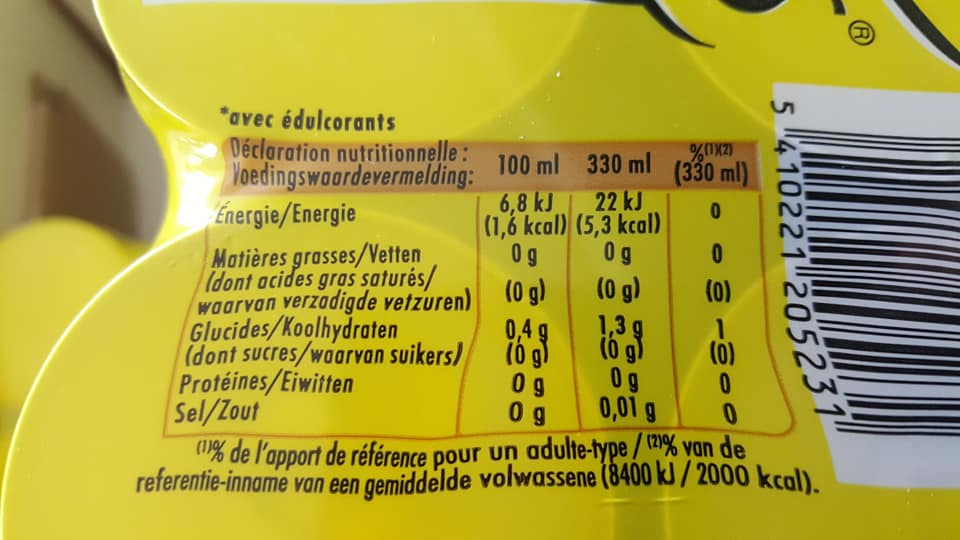 ®
*avec édulcorants
Déclaration nutritionnelle :
Voedingswaardevermelding: 100 ml 330 ml %(1)(2) (330 ml)
Énergie/Energie 6,8 kJ (1,6 kcal) 22 kJ (5,3 kcal) 0
Matières grasses/Vetten 0 g 0 g 0
(dont acides gras saturés/
waarvan verzadigde vetzuren) (0 g) (0 g) (0)
Glucides/Koolhydraten 0,4 g 1,3 g 1
(dont sucres/waarvan suikers) (0 g) (0 g) (0)
Protéines/Eiwitten 0 g 0 g 0
Sel/Zout 0 g 0,01 g 0
(1)% de l'apport de référence pour un adulte-type / (2)% van de
referentie-inname van een gemiddelde volwassene (8400 kJ / 2000 kcal).
5 410221 205231